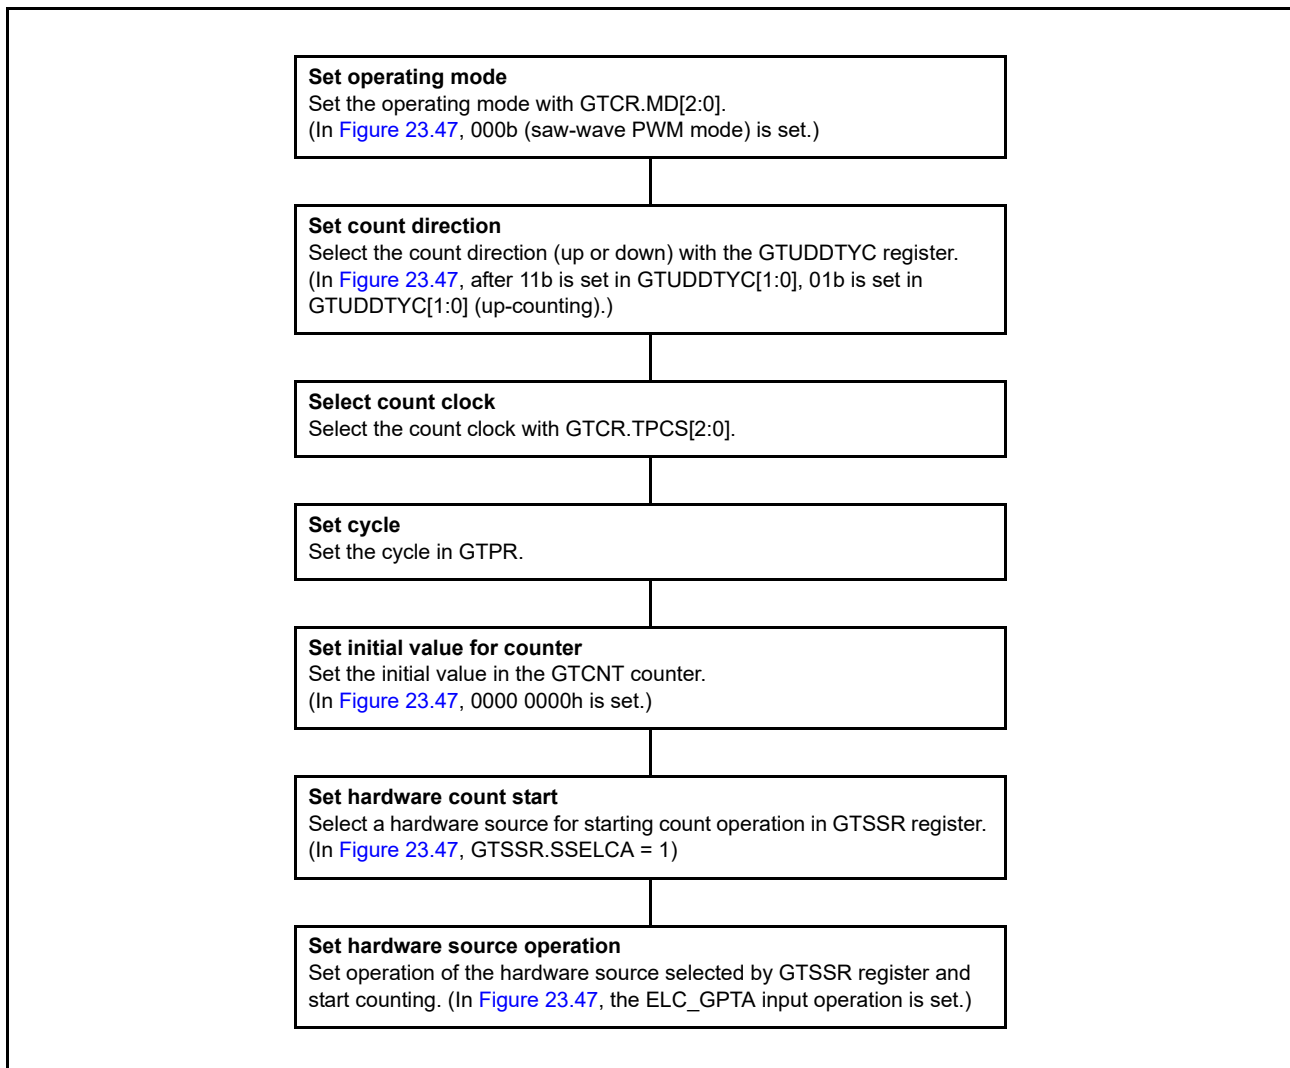 Set operating mode
Set the operating mode with GTCR.MD[2:0].
(In Figure 23.47, 000b (saw-wave PWM mode) is set.)
Set count direction
Select the count direction (up or down) with the GTUDDTYC register.
(In Figure 23.47, after 11b is set in GTUDDTYC[1:0], 01b is set in
GTUDDTYC[1:0] (up-counting).)
Select count clock
Select the count clock with GTCR.TPCS[2:0].
Set cycle
Set the cycle in GTPR.
Set initial value for counter
Set the initial value in the GTCNT counter.
(In Figure 23.47, 0000 0000h is set.)
Set hardware count start
Select a hardware source for starting count operation in GTSSR register.
(In Figure 23.47, GTSSR.SSELCA = 1)
Set hardware source operation
Set operation of the hardware source selected by GTSSR register and
start counting. (In Figure 23.47, the ELC_GPTA input operation is set.)